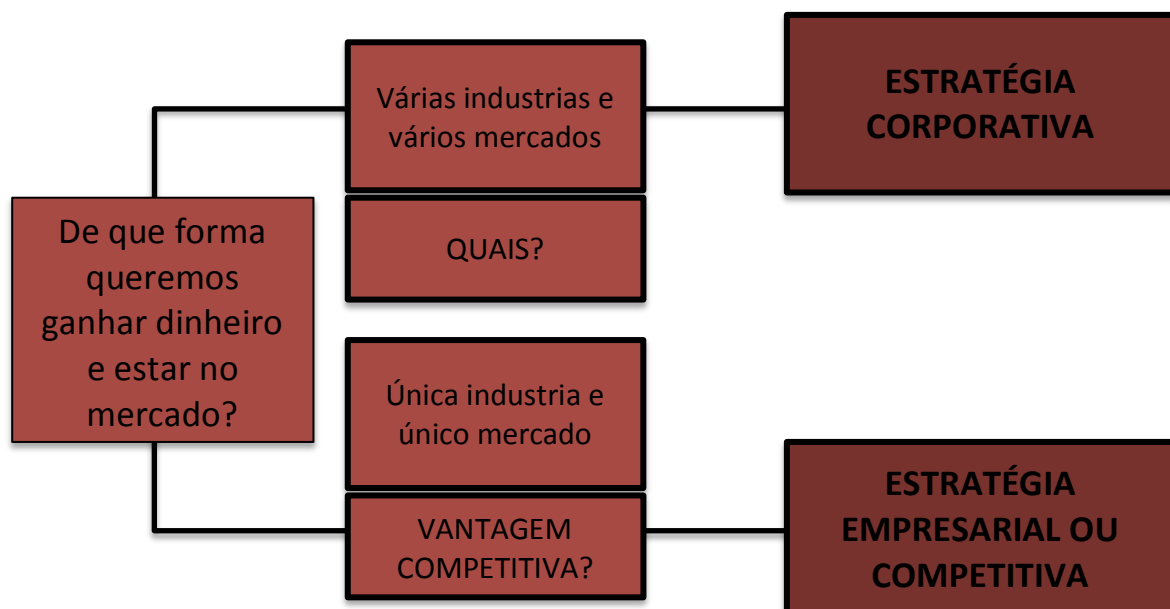 De que forma
queremos
ganhar dinheiro
e estar no
mercado?
Várias industrias e
vários mercados
QUAIS?
ESTRATÉGIA
CORPORATIVA
Única industria e
único mercado
VANTAGEM
COMPETITIVA?
ESTRATÉGIA
EMPRESARIAL OU
COMPETITIVA